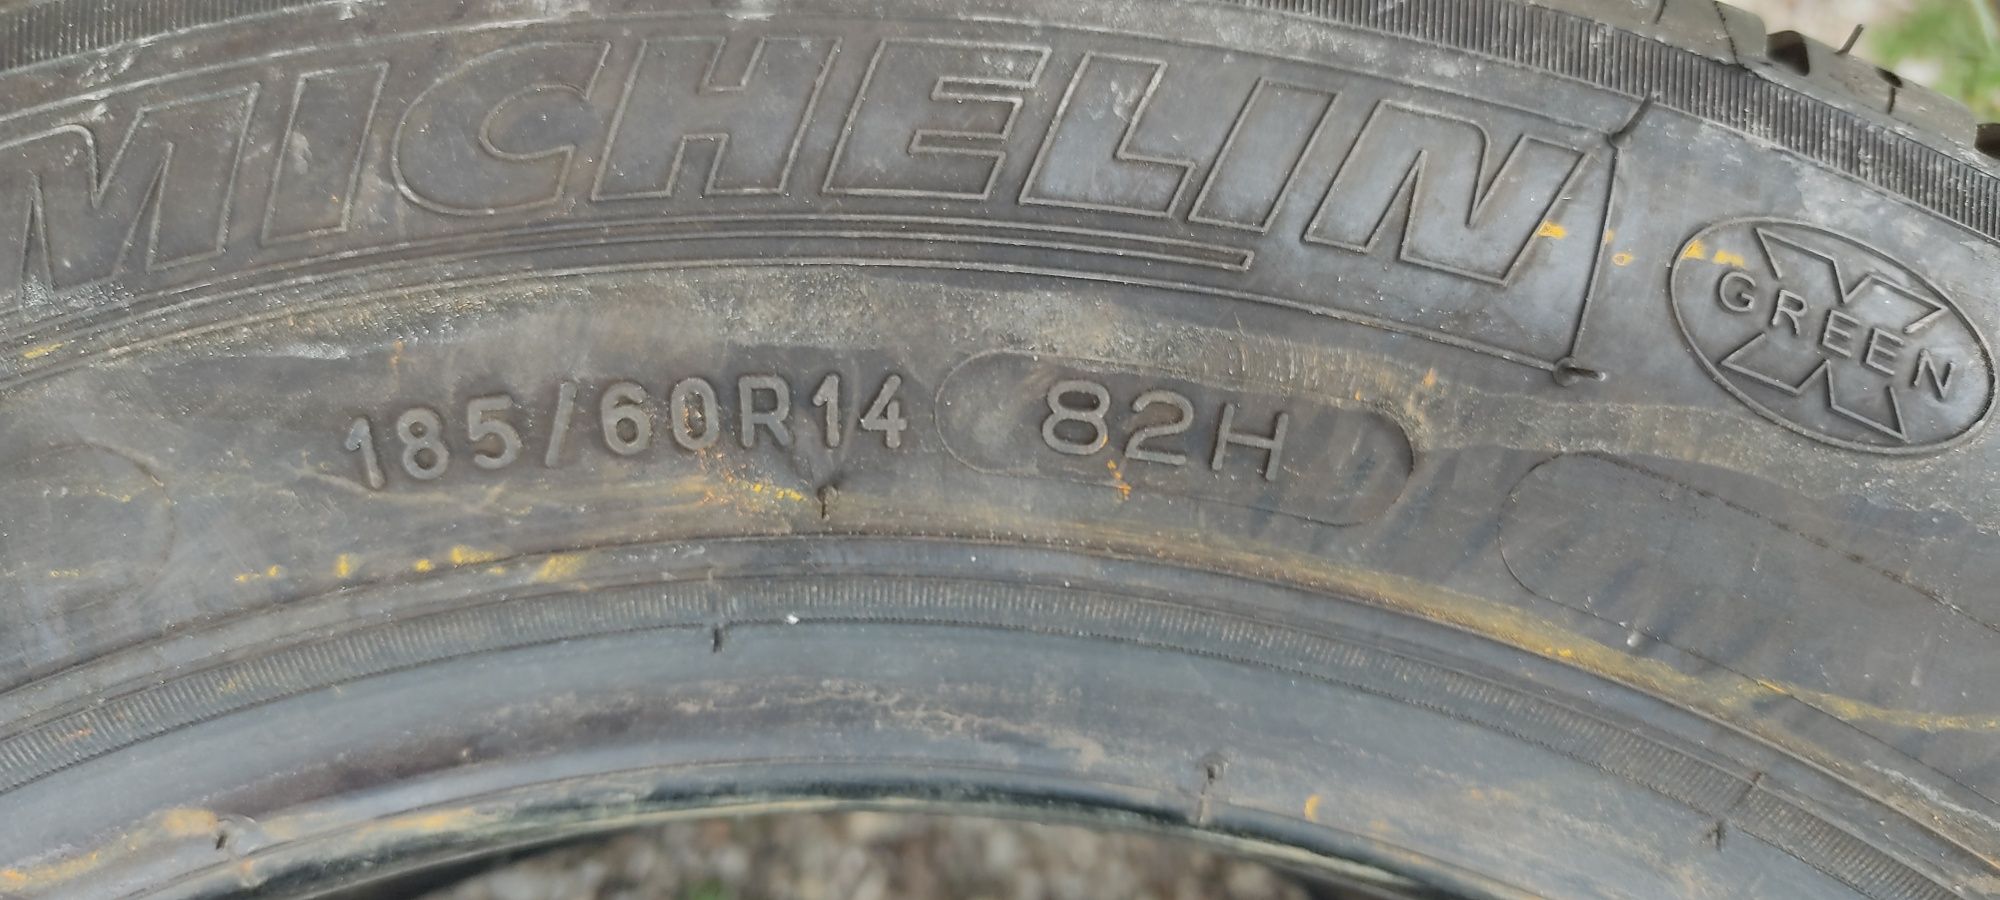 MICHELIN
GREEN X
185/60R14 82H